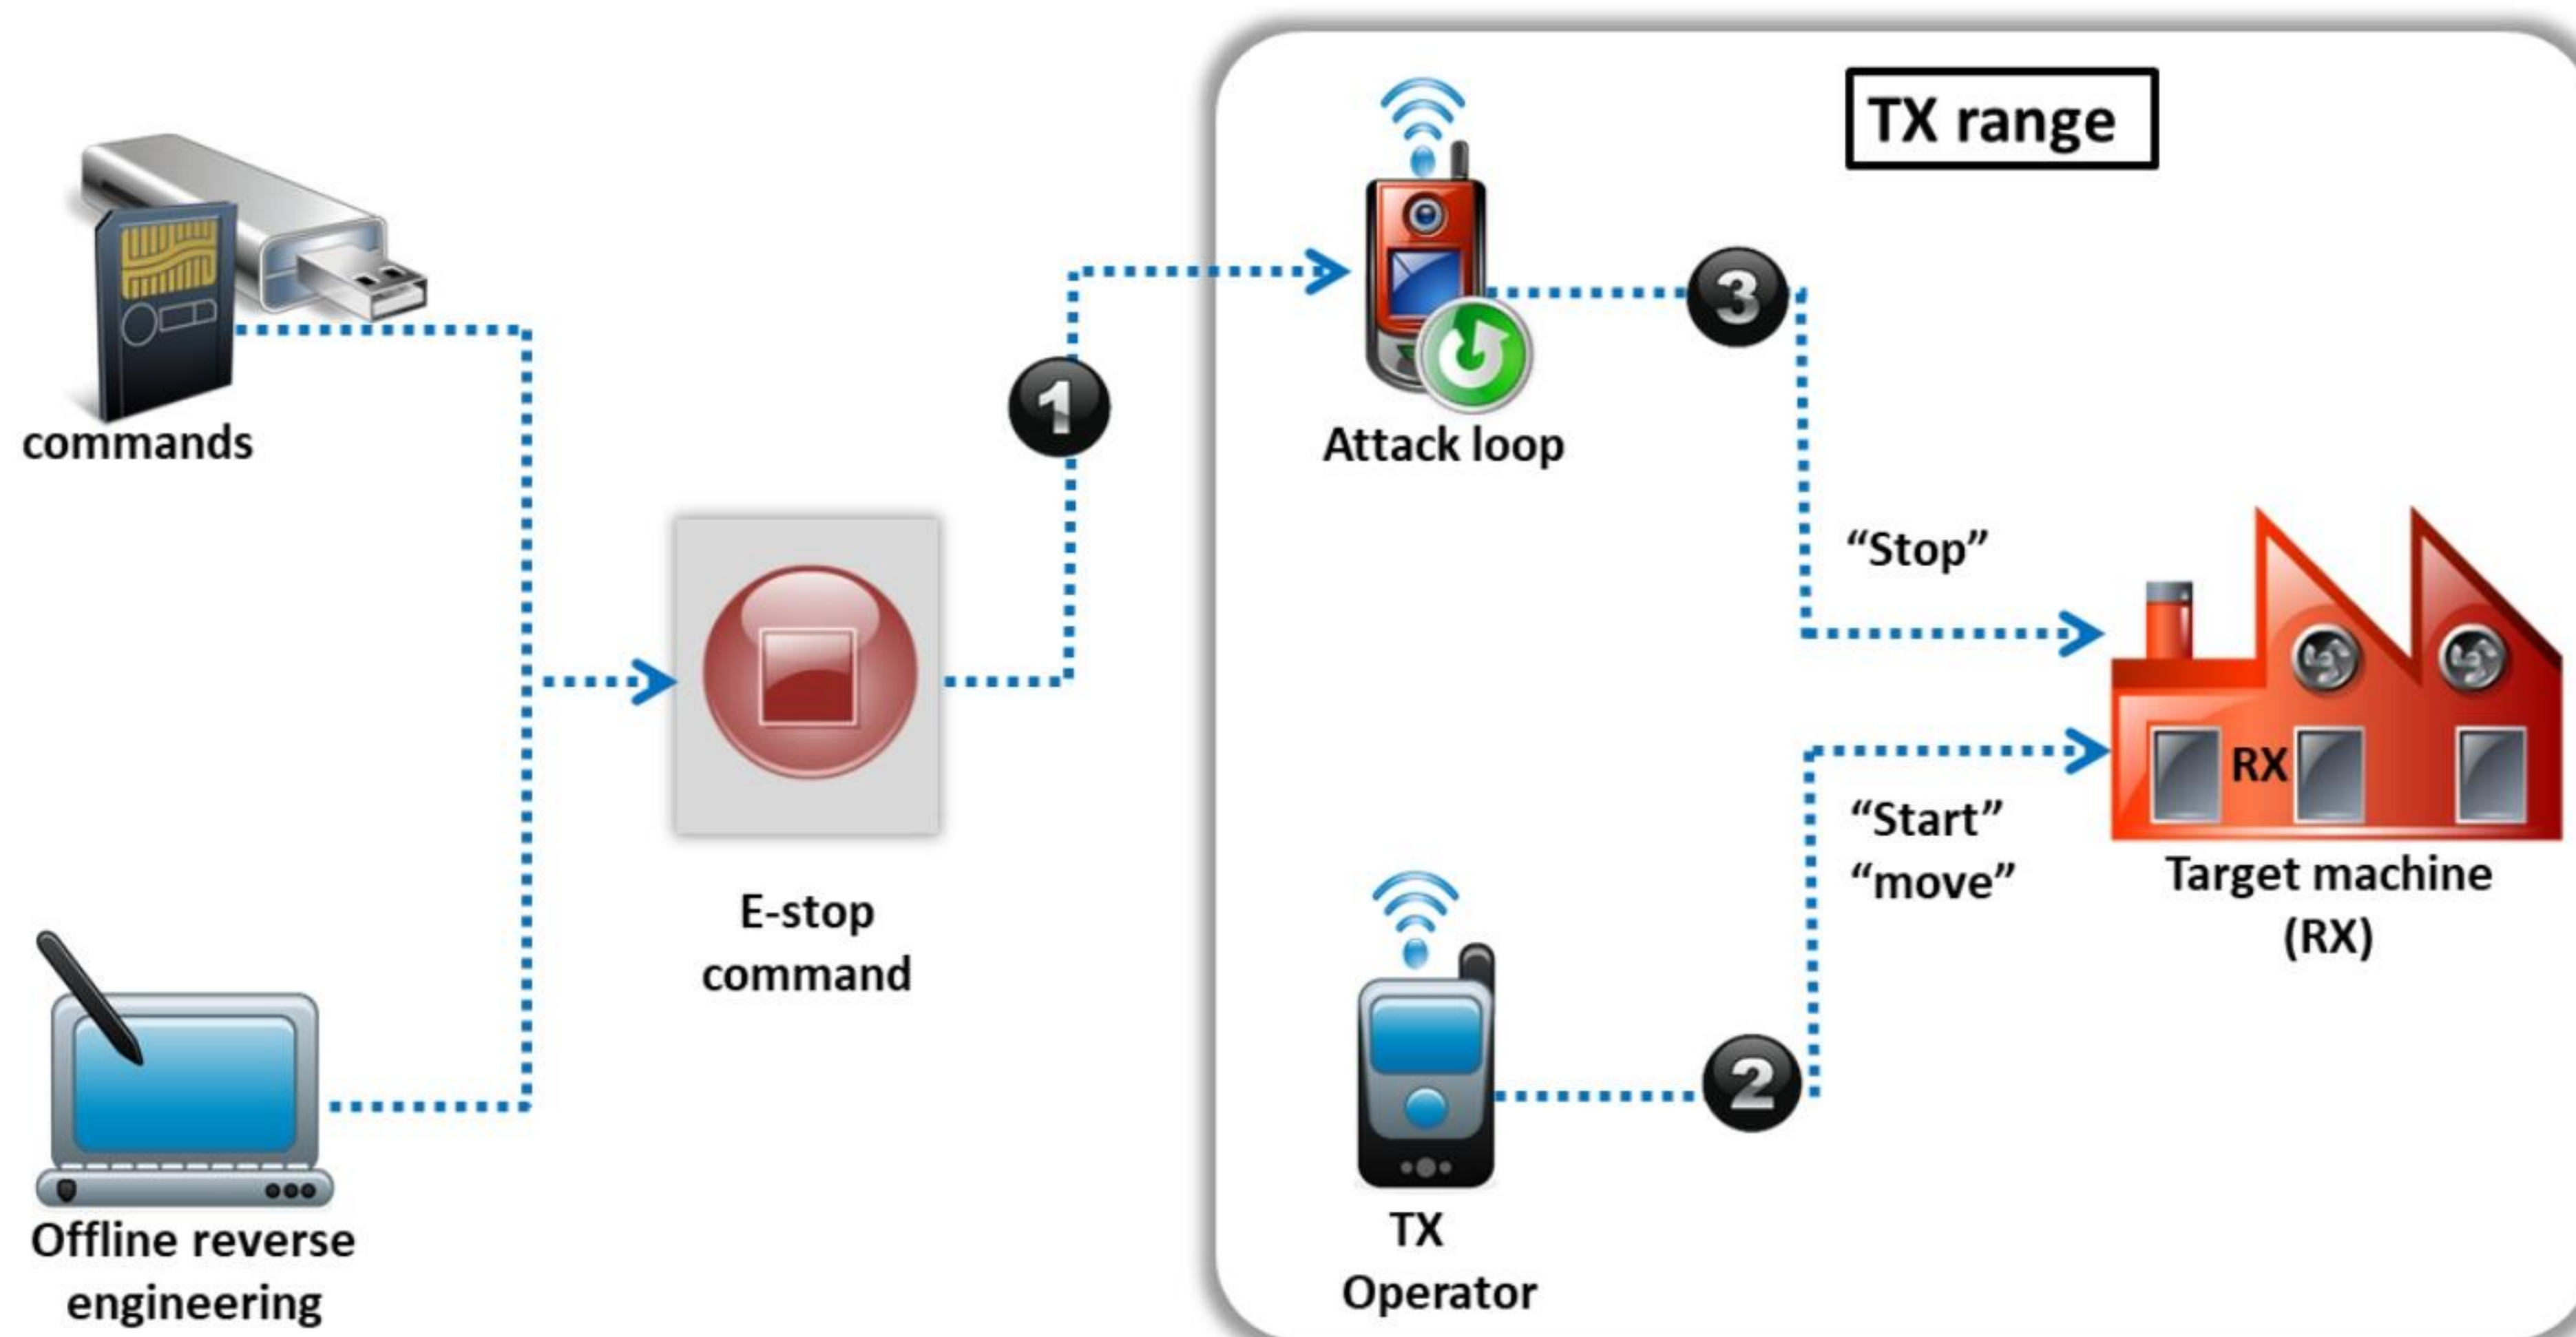 TX range
commands
1
3
Attack loop
“Stop”
RX
“Start”
“move”
Target machine
(RX)
E-stop
command
2
TX
Operator
Offline reverse
engineering